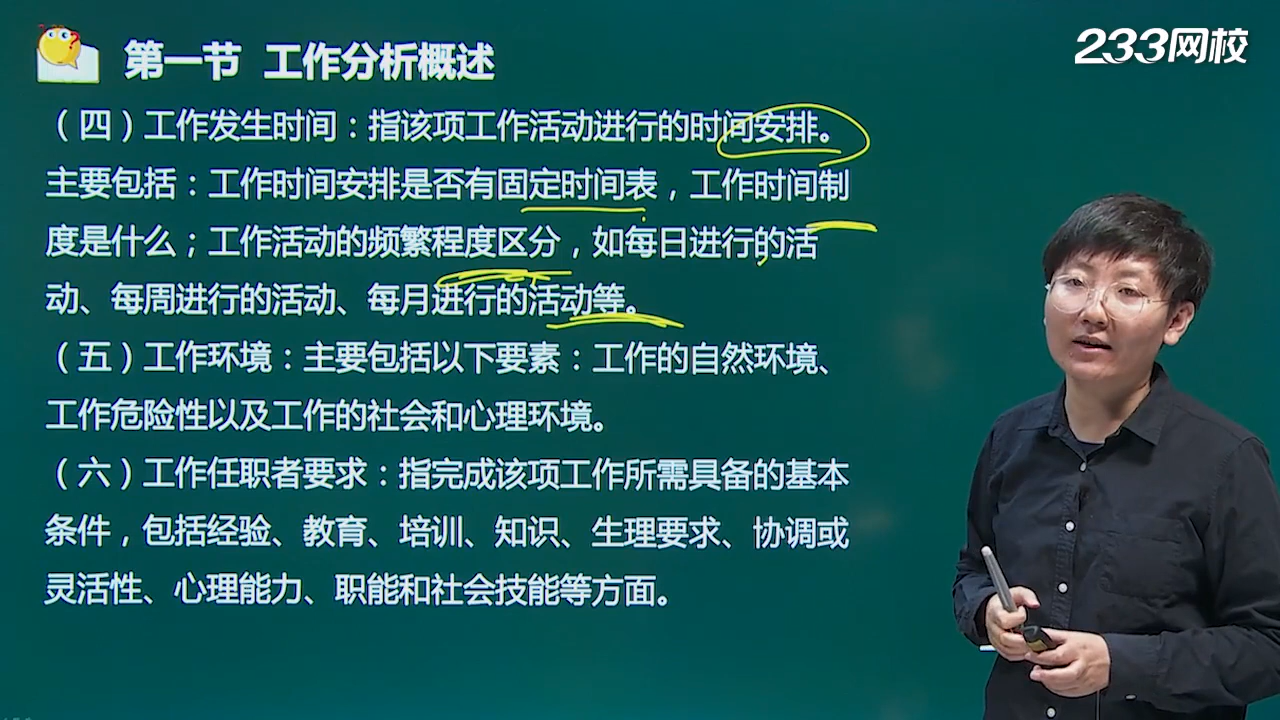 233网校
第一节 工作分析概述
（四）工作发生时间：指该项工作活动进行的时间安排。
主要包括：工作时间安排是否有固定时间表，工作时间制
度是什么；工作活动的频繁程度区分，如每日进行的活
动、每周进行的活动、每月进行的活动等。
（五）工作环境：主要包括以下要素：工作的自然环境、
工作危险性以及工作的社会和心理环境。
（六）工作任职者要求：指完成该项工作所需具备的基本
条件，包括经验、教育、培训、知识、生理要求、协调或
灵活性、心理能力、职能和社会技能等方面。